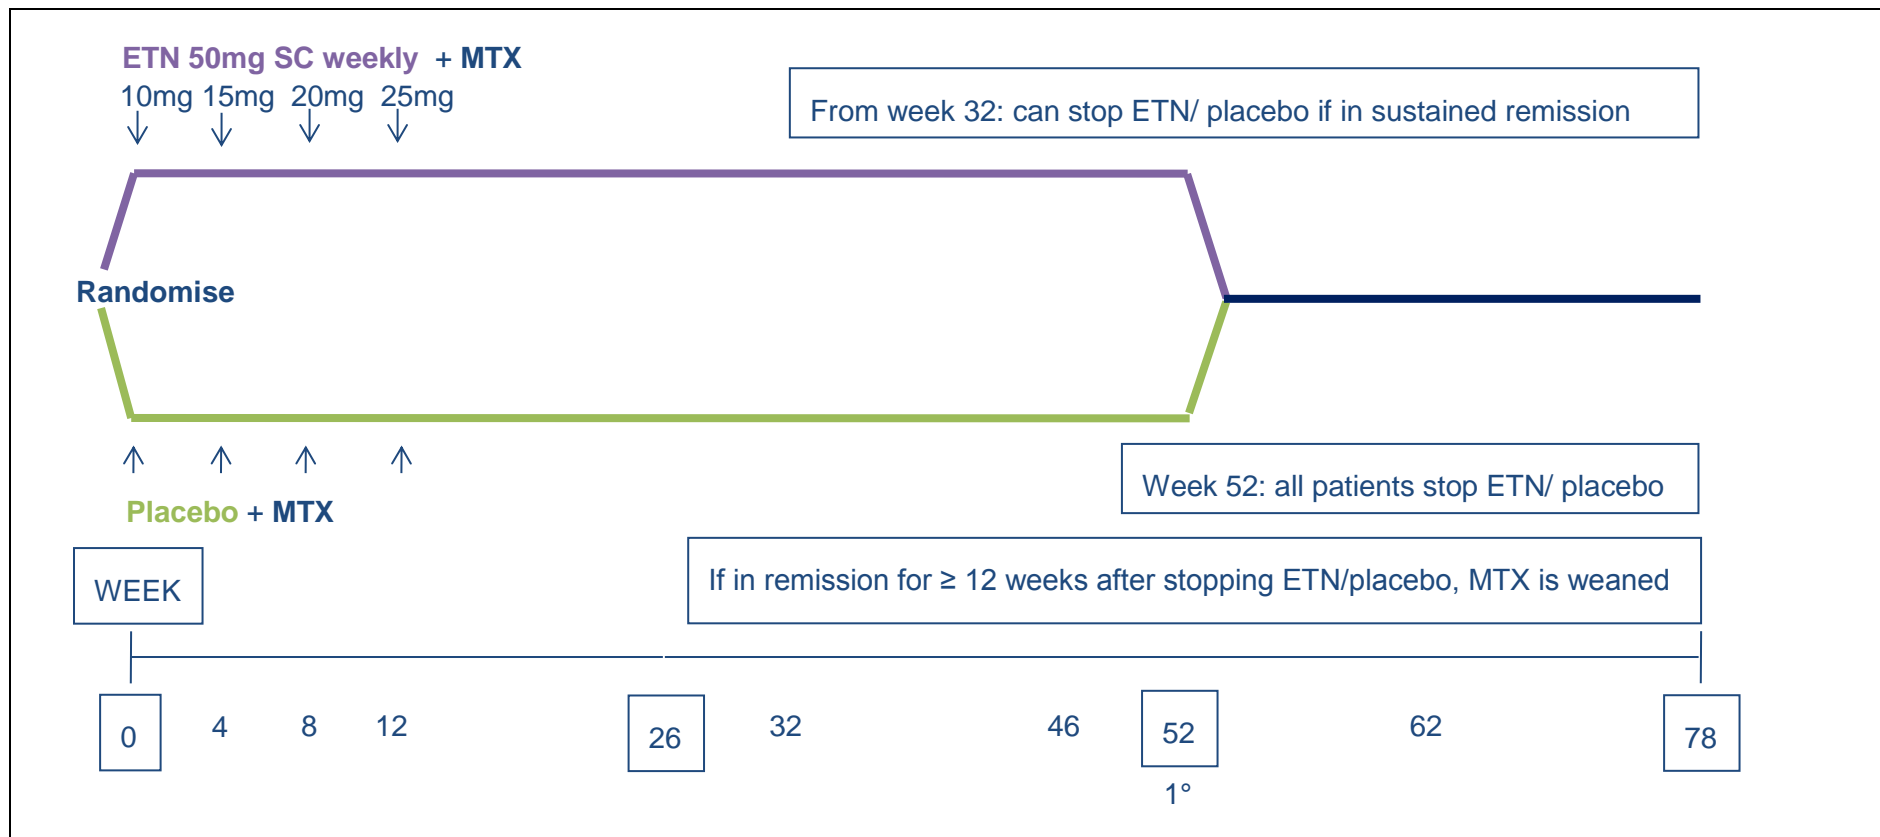 ETN 50mg SC weekly + MTX
10mg 15mg 20mg 25mg
From week 32: can stop ETN/ placebo if in sustained remission
Randomise
Week 52: all patients stop ETN/ placebo
Placebo + MTX
If in remission for ≥ 12 weeks after stopping ETN/placebo, MTX is weaned
WEEK
0 4 8 12 26 32 46 52 62 78
1°